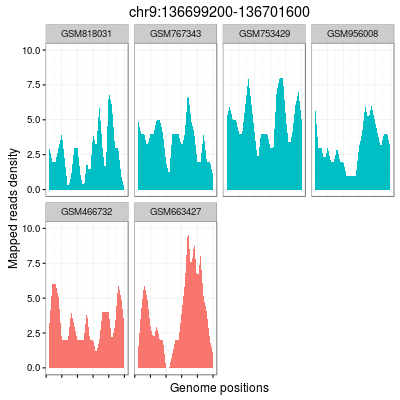 chr9:136699200-136701600
GSM818031 GSM767343 GSM753429 GSM956008
10.0
7.5
5.0
2.5
0.0
GSM466732 GSM663427
10.0
7.5
5.0
2.5
0.0
Mapped reads density
Genome positions